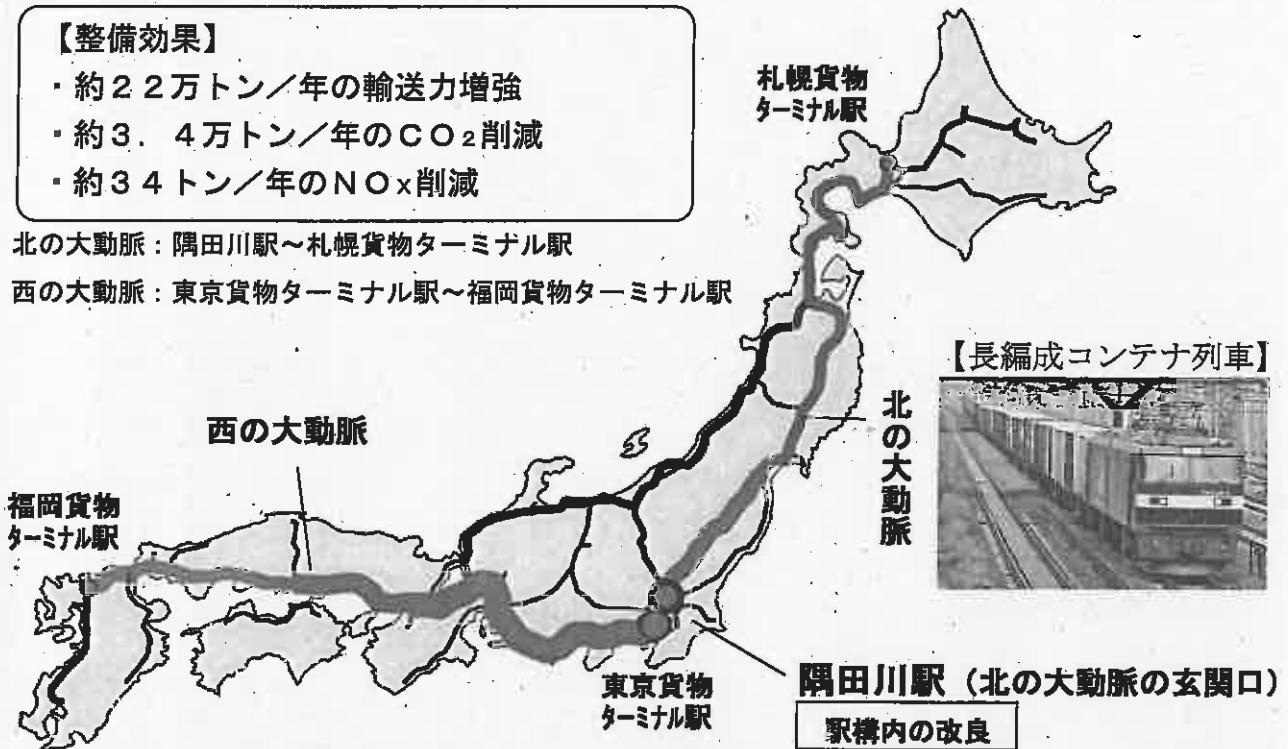 【整備効果】
・約２２万トン／年の輸送力増強
・約３．４万トン／年のＣＯ₂削減
・約３４トン／年のＮＯx削減
北の大動脈：隅田川駅～札幌貨物ターミナル駅
西の大動脈：東京貨物ターミナル駅～福岡貨物ターミナル駅
札幌貨物
ターミナル駅
【長編成コンテナ列車】
北の大動脈
西の大動脈
福岡貨物
ターミナル駅
東京貨物
ターミナル駅
隅田川駅（北の大動脈の玄関口）
駅構内の改良